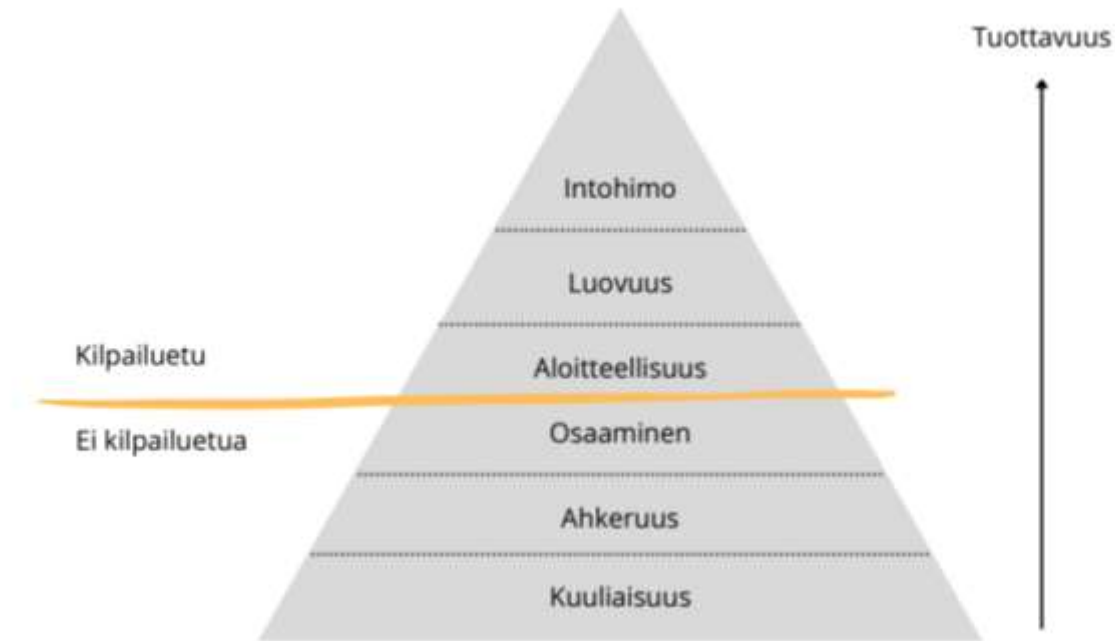 Tuottavuus
Intohimo
Luovuus
Kilpailuetu
Aloitteellisuus
Ei kilpailuetua
Osaaminen
Ahkeruus
Kuuliaisuus